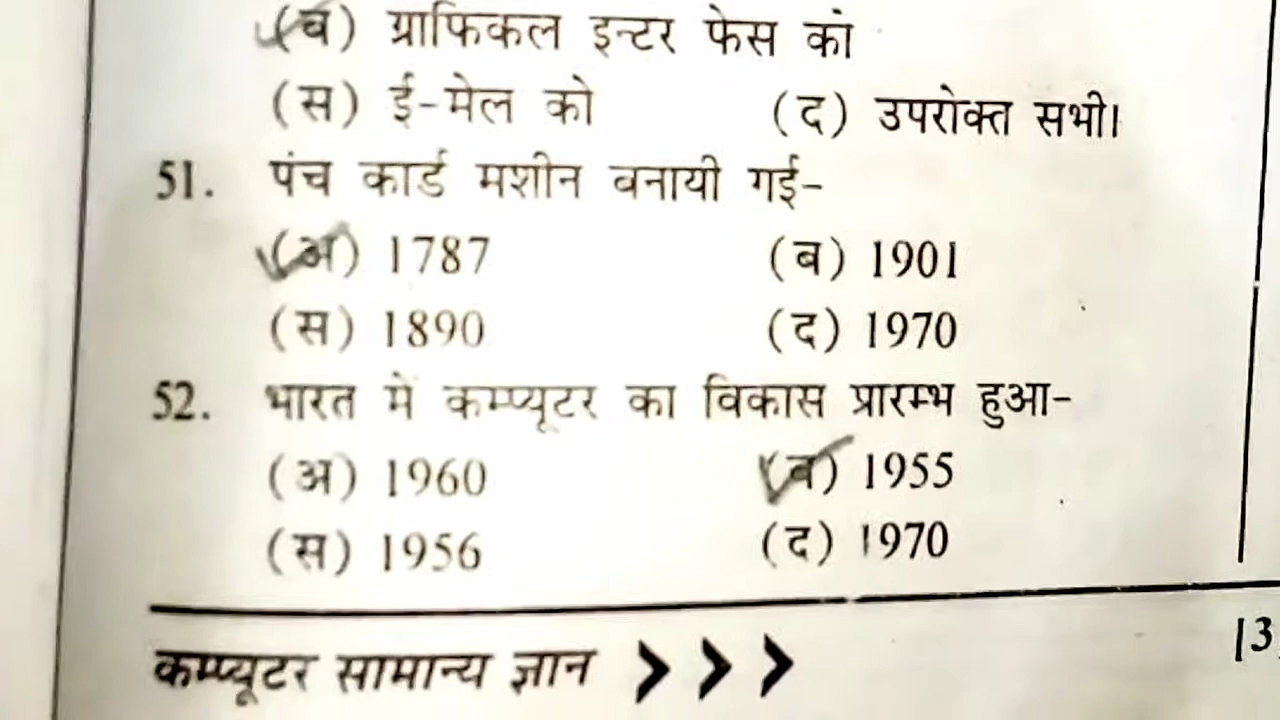 (ब) ग्राफिकल इन्टर फेस को
(स) ई-मेल को (द) उपरोक्त सभी।
51. पंच कार्ड मशीन बनायी गई-
(अ) 1787 (ब) 1901
(स) 1890 (द) 1970
52. भारत में कम्प्यूटर का विकास प्रारम्भ हुआ-
(अ) 1960 (ब) 1955
(स) 1956 (द) 1970
कम्प्यूटर सामान्य ज्ञान ❯ ❯ ❯